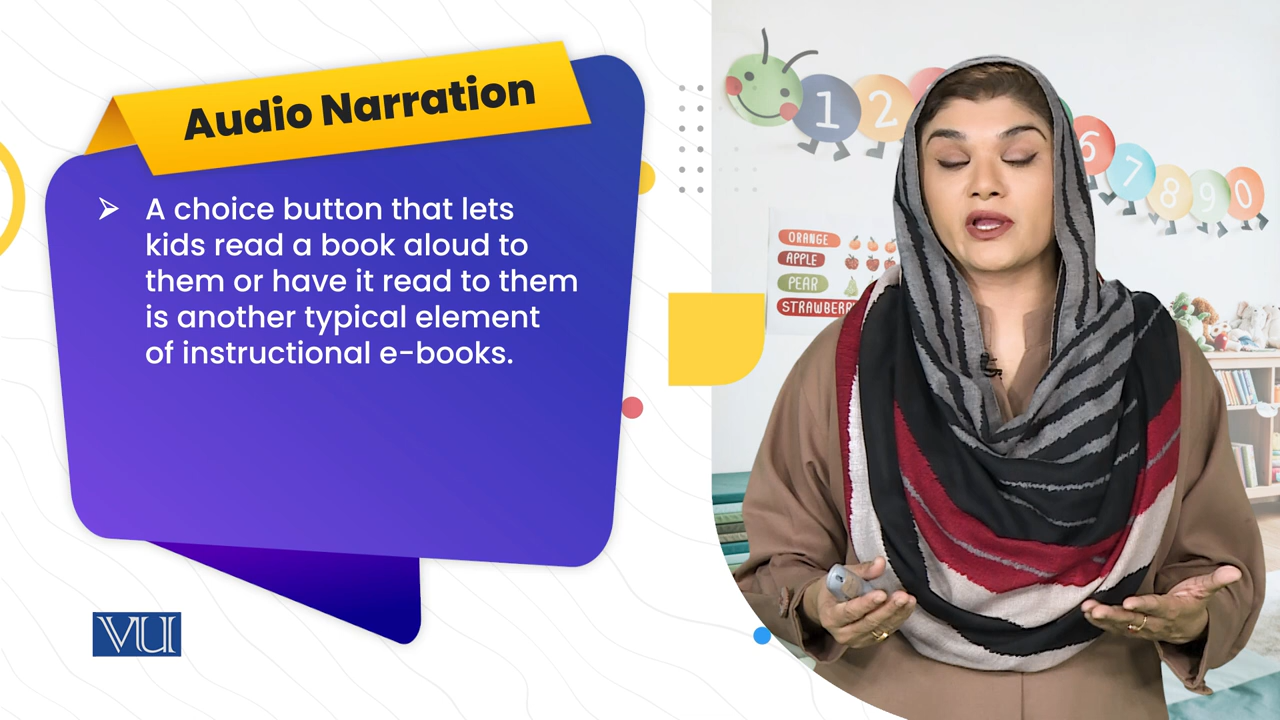 Audio Narration
➢ A choice button that lets
kids read a book aloud to
them or have it read to them
is another typical element
of instructional e-books.
VU
1 2
6 7 8 9 0
ORANGE
APPLE
PEAR
STRAWBERR